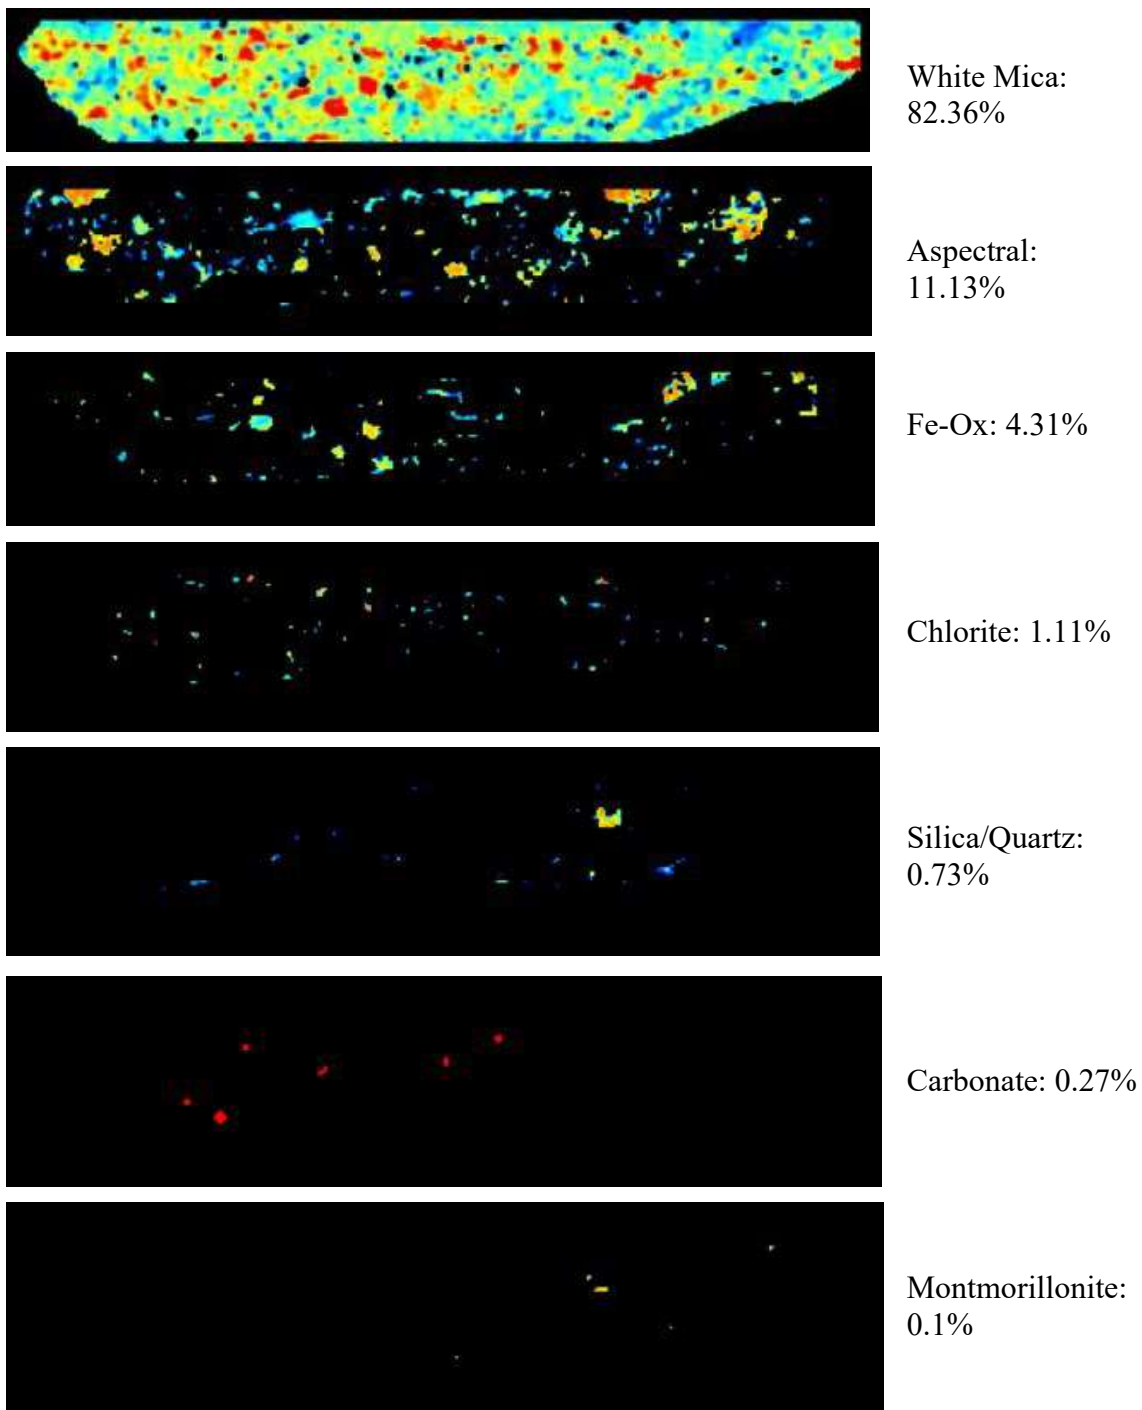 White Mica:
82.36%
Aspectral:
11.13%
Fe-Ox: 4.31%
Chlorite: 1.11%
Silica/Quartz:
0.73%
Carbonate: 0.27%
Montmorillonite:
0.1%